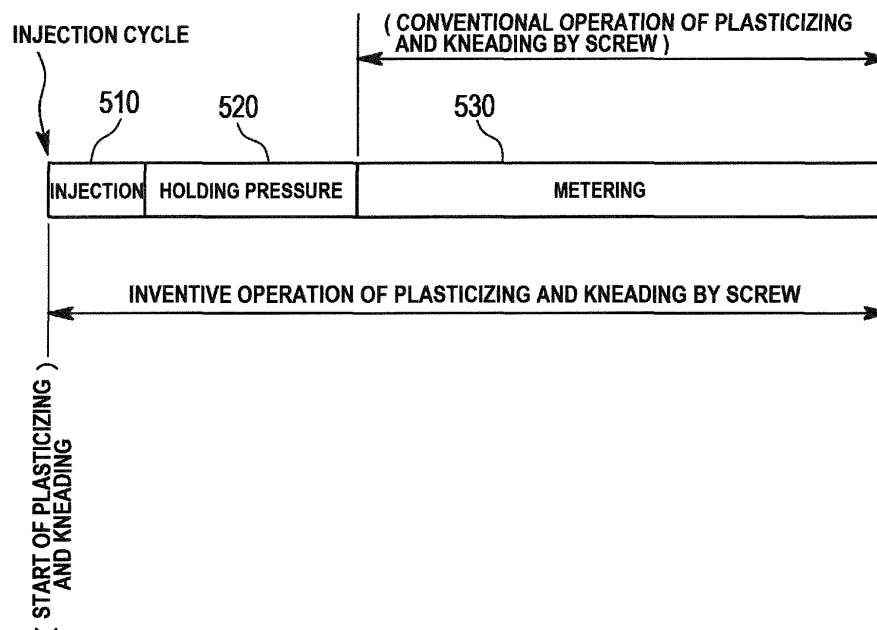 ( CONVENTIONAL OPERATION OF PLASTICIZING
AND KNEADING BY SCREW )
INJECTION CYCLE
510
520
530
INJECTION
HOLDING PRESSURE
METERING
INVENTIVE OPERATION OF PLASTICIZING AND KNEADING BY SCREW
( START OF PLASTICIZING )
AND KNEADING